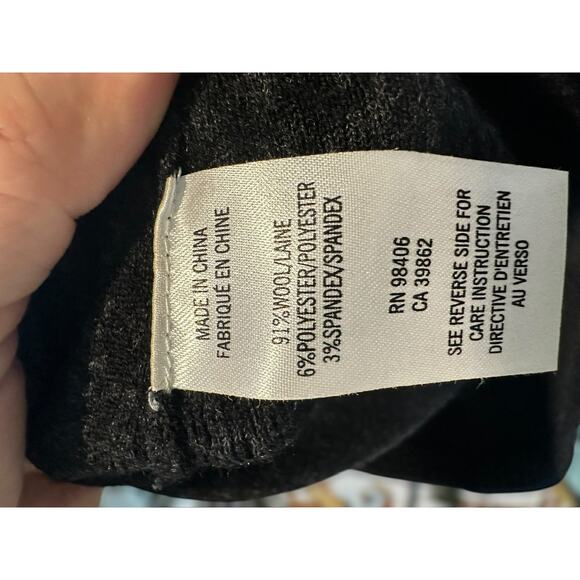 MADE IN CHINA
FABRIQUÉ EN CHINE
91%WOOL/LAINE
6%POLYESTER/POLYESTER
3%SPANDEX/SPANDEX
RN 98406
CA 39862
SEE REVERSE SIDE FOR
CARE INSTRUCTION
DIRECTIVE D'ENTRETIEN
AU VERSO